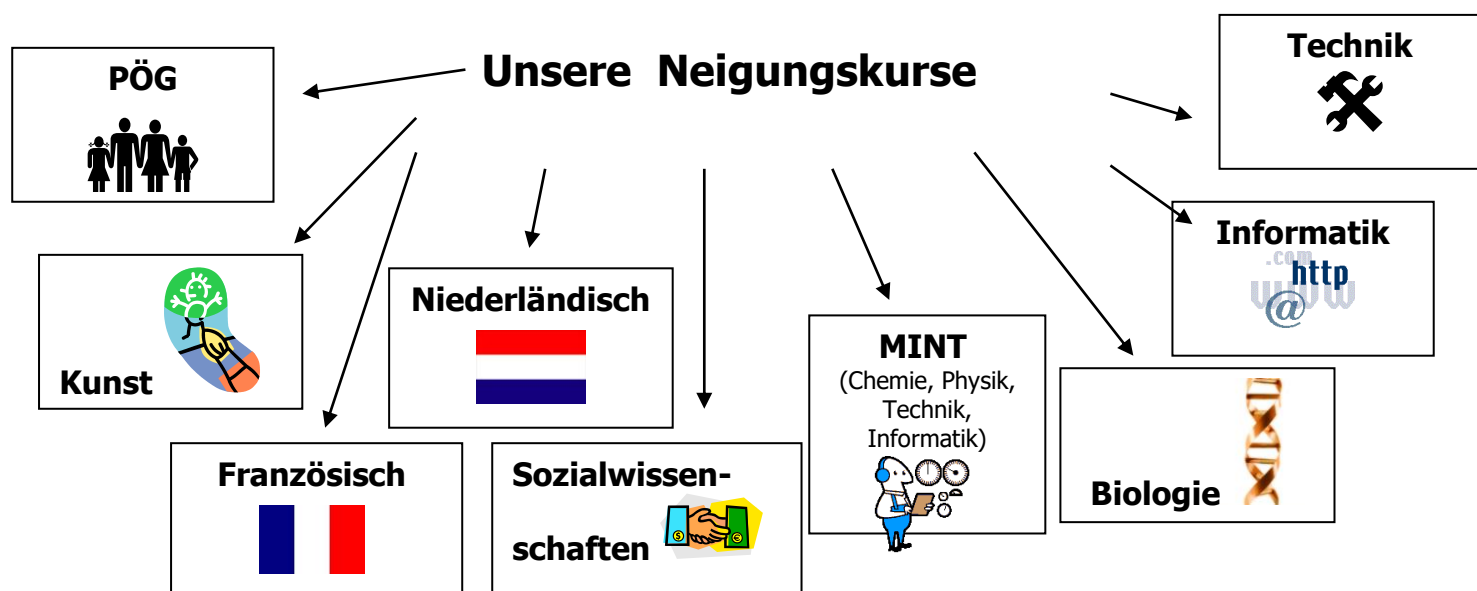 Unsere Neigungskurse
PÖG
Technik
Kunst
Niederländisch
Informatik
.com
http
www
@
MINT
(Chemie, Physik,
Technik,
Informatik)
Französisch
Sozialwissen-
schaften
Biologie